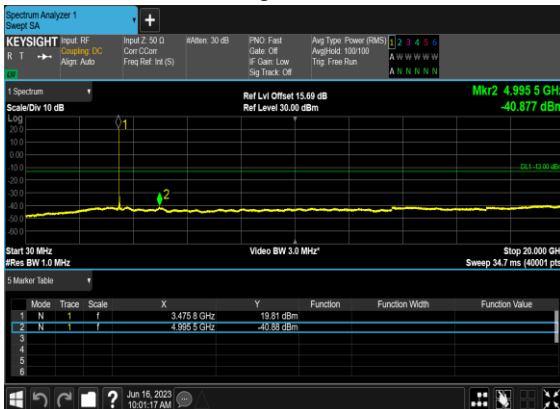 Spectrum Analyzer 1
Swept SA
+
KEYSIGHT Input: RF Input Z: 50 Ω #Atten: 30 dB PNO: Fast Avg Type: Power (RMS) 1 2 3 4 5 6
R T Coupling: DC Corr CCorr Gate: Off Avg|Hold: 100/100 A W W W W W
Align: Auto Freq Ref: Int (S) IF Gain: Low Trig: Free Run
Sig Track: Off A N N N N N
1 Spectrum Ref Lvl Offset 15.69 dB Mkr2 4.995 5 GHz
Scale/Div 10 dB Ref Level 30.00 dBm -40.877 dBm
Log
20.0
10.0
0.00
-10.0
-20.0
-30.0
-40.0
-50.0
-60.0
1
2
DL1 -13.00 dBm
Start 30 MHz Video BW 3.0 MHz* Stop 20.000 GH
#Res BW 1.0 MHz Sweep 34.7 ms (40001 pts
5 Marker Table
Mode Trace Scale X Y Function Function Width Function Value
1 N 1 f 3.475 8 GHz 19.81 dBm
2 N 1 f 4.995 5 GHz -40.88 dBm
3
4
5
6
? Jun 16, 2023
10:01:17 AM